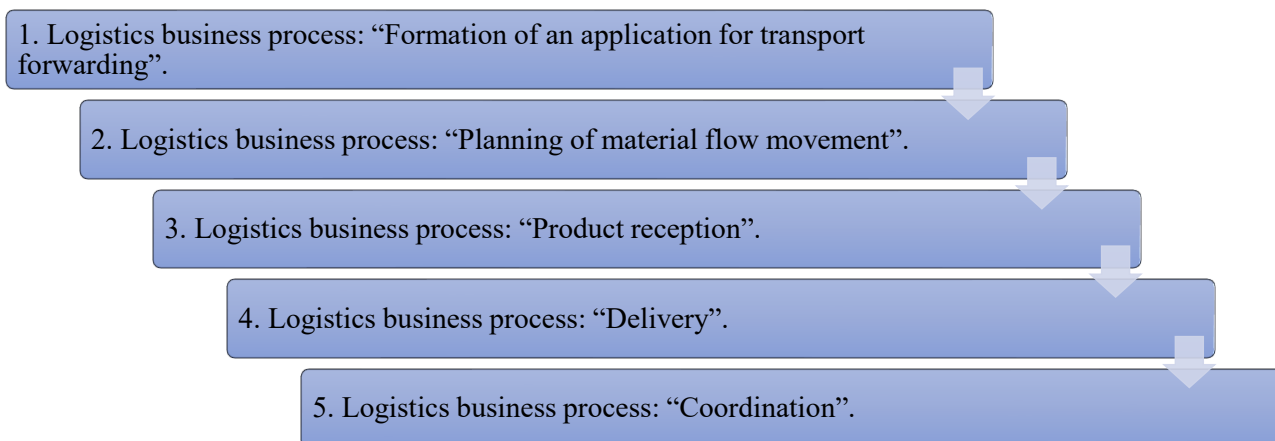 1. Logistics business process: “Formation of an application for transport
forwarding”.
2. Logistics business process: “Planning of material flow movement”.
3. Logistics business process: “Product reception”.
4. Logistics business process: “Delivery”.
5. Logistics business process: “Coordination”.